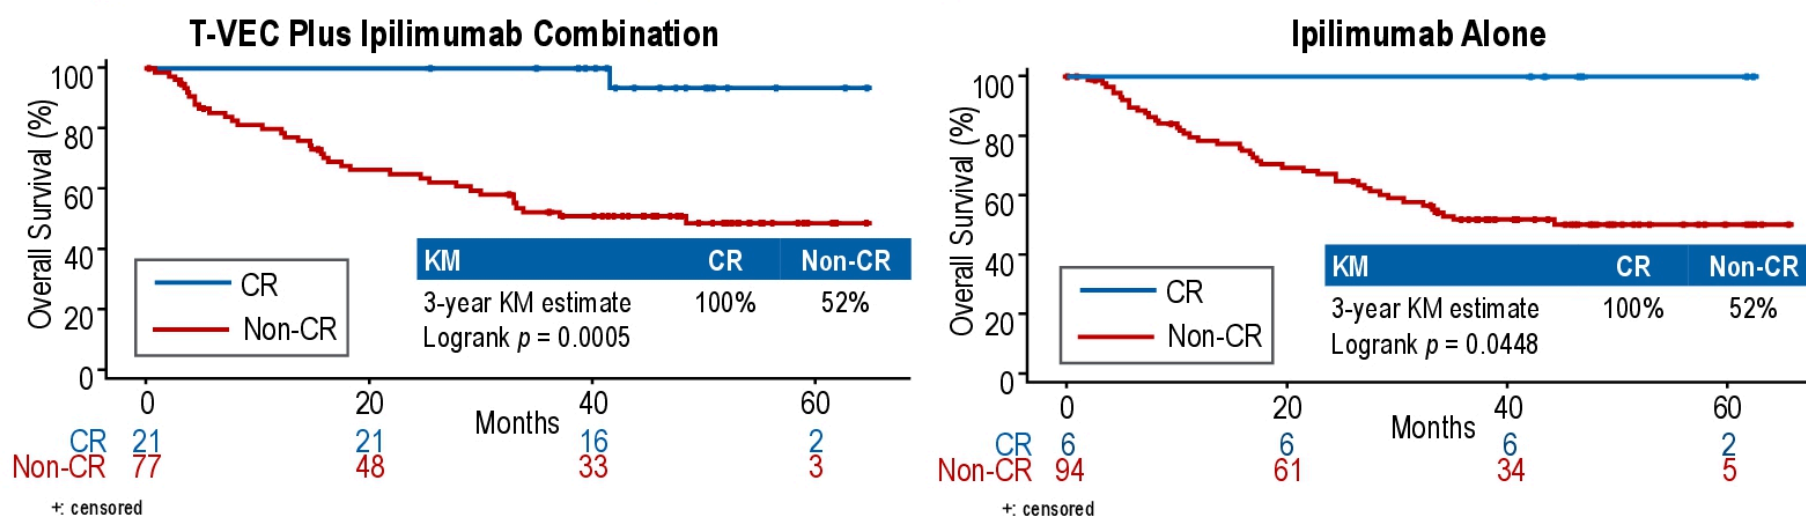 T-VEC Plus Ipilimumab Combination
Overall Survival (%)
100
80
60
40
20
0
CR
Non-CR
KM CR Non-CR
3-year KM estimate 100% 52%
Logrank p = 0.0005
0 20 40 60
Months
CR 21 21 16 2
Non-CR 77 48 33 3
+: censored
Ipilimumab Alone
Overall Survival (%)
100
80
60
40
20
0
CR
Non-CR
KM CR Non-CR
3-year KM estimate 100% 52%
Logrank p = 0.0448
0 20 40 60
Months
CR 6 6 6 2
Non-CR 94 61 34 5
+: censored